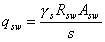 q_sw = γ_s R_sw A_sw / s